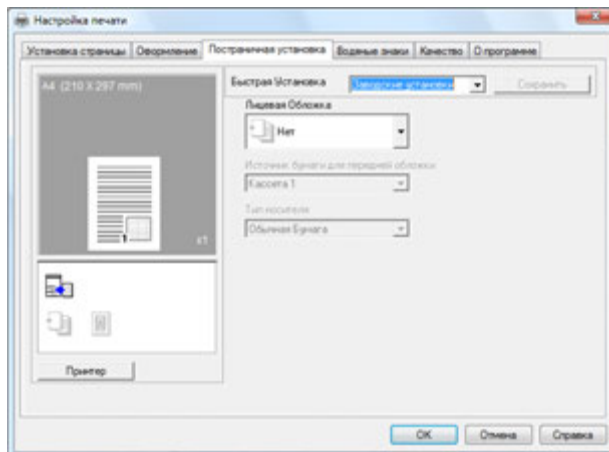 Настройка печати
Установка страницы Оформление Постраничная установка Водяные знаки Качество О программе
A4 (210 X 297 mm)
x1
Принтер
Быстрая Установка Заводские установки Сохранить
Лицевая Обложка
Нет
Источник бумаги для передней обложки
Кассета 1
Тип носителя
Обычная Бумага
OK Отмена Справка